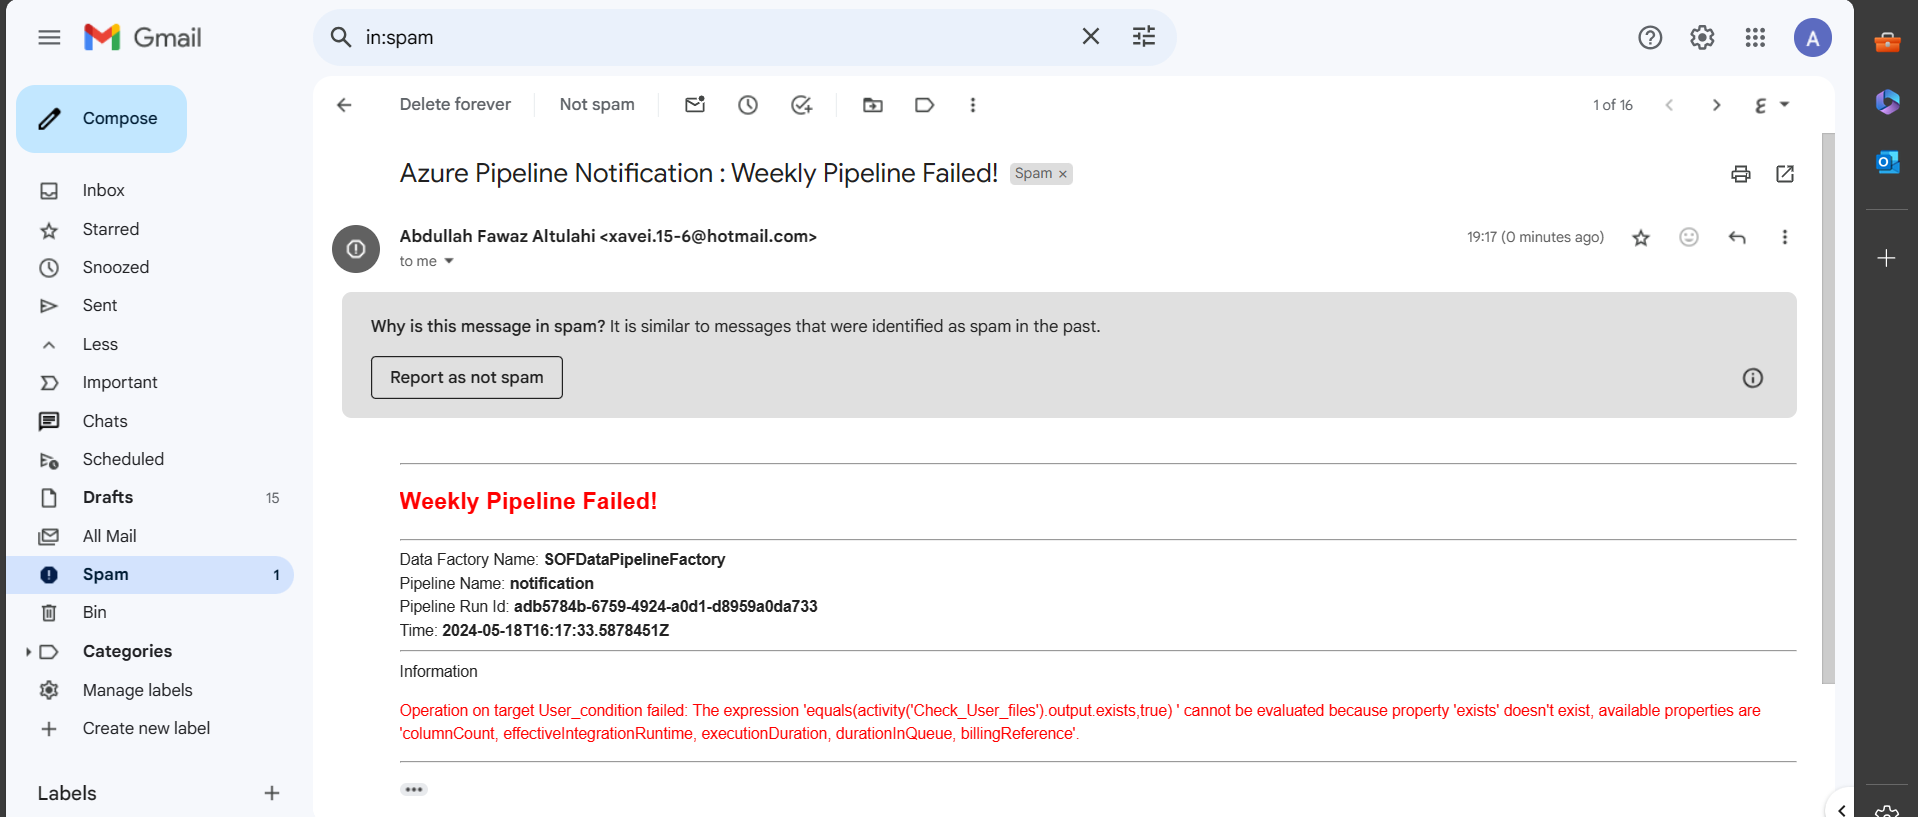 Gmail
in:spam
A
Compose
Delete forever
Not spam
1 of 16
Inbox
Starred
Snoozed
Sent
Less
Important
Chats
Scheduled
Drafts 15
All Mail
Spam 1
Bin
Categories
Manage labels
Create new label
Labels
Azure Pipeline Notification : Weekly Pipeline Failed! Spam ×
Abdullah Fawaz Altulahi <xavei.15-6@hotmail.com> 19:17 (0 minutes ago)
to me
Why is this message in spam? It is similar to messages that were identified as spam in the past.
Report as not spam
Weekly Pipeline Failed!
Data Factory Name: SOFDataPipelineFactory
Pipeline Name: notification
Pipeline Run Id: adb5784b-6759-4924-a0d1-d8959a0da733
Time: 2024-05-18T16:17:33.5878451Z
Information
Operation on target User_condition failed: The expression 'equals(activity('Check_User_files').output.exists,true) ' cannot be evaluated because property 'exists' doesn't exist, available properties are
'columnCount, effectiveIntegrationRuntime, executionDuration, durationInQueue, billingReference'.